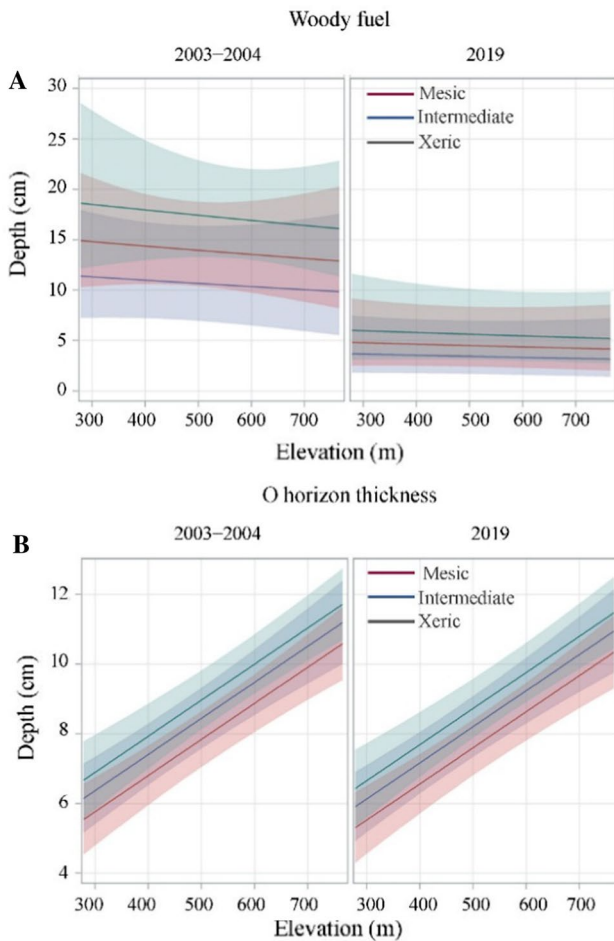 Woody fuel
2003–2004 2019
A
30
25
20
15
10
5
0
Depth (cm)
Mesic
Intermediate
Xeric
300 400 500 600 700 300 400 500 600 700
Elevation (m)
O horizon thickness
B
2003–2004 2019
12
10
8
6
4
Depth (cm)
Mesic
Intermediate
Xeric
300 400 500 600 700 300 400 500 600 700
Elevation (m)